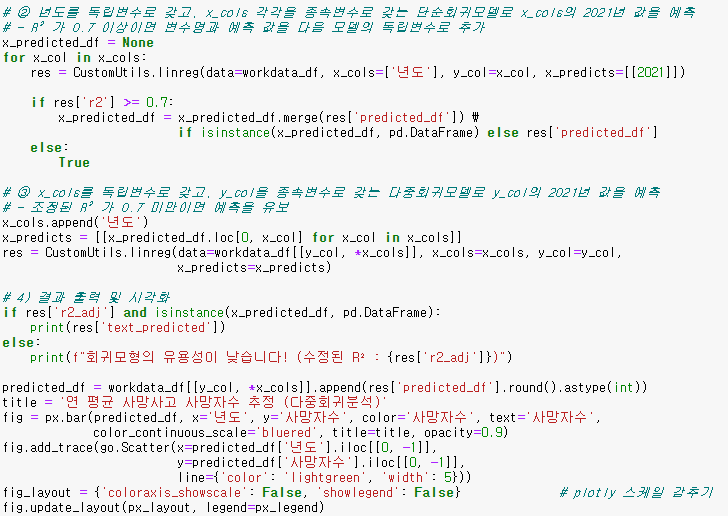 # ② 년도를 독립변수로 갖고, x_cols 각각을 종속변수로 갖는 단순회귀모델로 x_cols의 2021년 값을 예측
# - R² 가 0.7 이상이면 변수명과 예측 값을 다음 모델의 독립변수로 추가
x_predicted_df = None
for x_col in x_cols:
    res = CustomUtils.linreg(data=workdata_df, x_cols=['년도'], y_col=x_col, x_predicts=[[2021]])

    if res['r2'] >= 0.7:
        x_predicted_df = x_predicted_df.merge(res['predicted_df']) ₩
                         if isinstance(x_predicted_df, pd.DataFrame) else res['predicted_df']
    else:
        True

# ③ x_cols를 독립변수로 갖고, y_col을 종속변수로 갖는 다중회귀모델로 y_col의 2021년 값을 예측
# - 조정된 R² 가 0.7 미만이면 예측을 유보
x_cols.append('년도')
x_predicts = [[x_predicted_df.loc[0, x_col] for x_col in x_cols]]
res = CustomUtils.linreg(data=workdata_df[[y_col, *x_cols]], x_cols=x_cols, y_col=y_col,
                         x_predicts=x_predicts)

# 4) 결과 출력 및 시각화
if res['r2_adj'] and isinstance(x_predicted_df, pd.DataFrame):
    print(res['text_predicted'])
else:
    print(f"회귀모형의 유용성이 낮습니다! (수정된 R² : {res['r2_adj']})")

predicted_df = workdata_df[[y_col, *x_cols]].append(res['predicted_df'].round().astype(int))
title = '연 평균 사망사고 사망자수 추정 (다중회귀분석)'
fig = px.bar(predicted_df, x='년도', y='사망자수', color='사망자수', text='사망자수',
             color_continuous_scale='bluered', title=title, opacity=0.9)
fig.add_trace(go.Scatter(x=predicted_df['년도'].iloc[[0, -1]],
                         y=predicted_df['사망자수'].iloc[[0, -1]],
                         line={'color': 'lightgreen', 'width': 5}))
fig_layout = {'coloraxis_showscale': False, 'showlegend': False}              # plotly 스케일 감추기
fig.update_layout(px_layout, legend=px_legend)